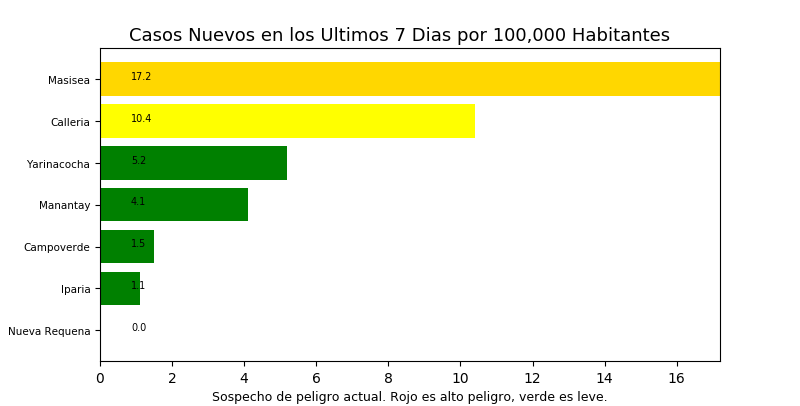 Casos Nuevos en los Ultimos 7 Dias por 100,000 Habitantes
Masisea 17.2
Calleria 10.4
Yarinacocha 5.2
Manantay 4.1
Campoverde 1.5
Iparia 1.1
Nueva Requena 0.0
0 2 4 6 8 10 12 14 16
Sospecho de peligro actual. Rojo es alto peligro, verde es leve.